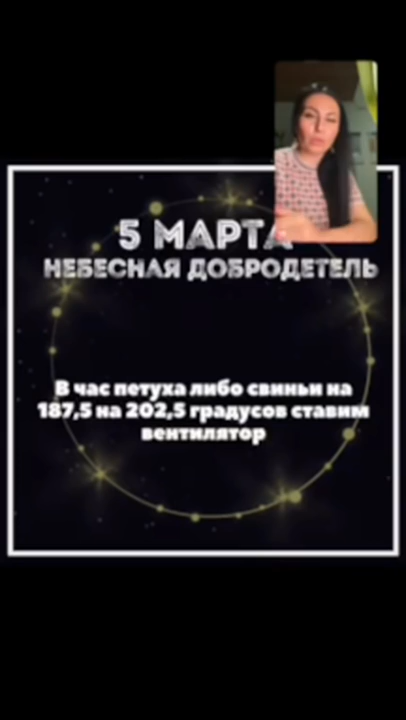 5 МАРТА
НЕБЕСНАЯ ДОБРОДЕТЕЛЬ
В час петуха либо свиньи на
187,5 на 202,5 градусов ставим
вентилятор